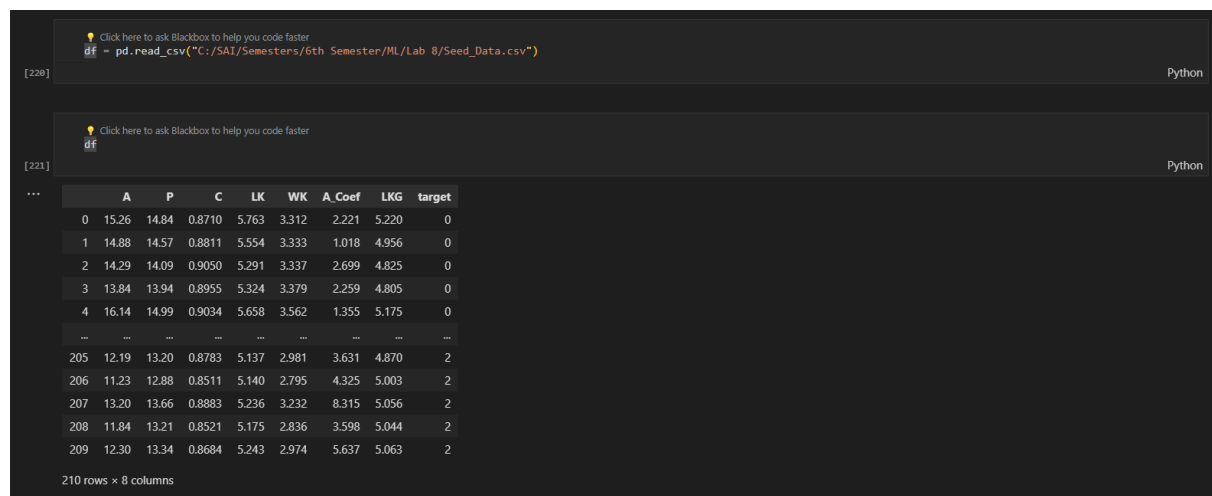 💡 Click here to ask Blackbox to help you code faster
df = pd.read_csv("C:/SAI/Semesters/6th Semester/ML/Lab 8/Seed_Data.csv")
[220]
Python
💡 Click here to ask Blackbox to help you code faster
df
[221]
Python
...
A P C LK WK A_Coef LKG target
0 15.26 14.84 0.8710 5.763 3.312 2.221 5.220 0
1 14.88 14.57 0.8811 5.554 3.333 1.018 4.956 0
2 14.29 14.09 0.9050 5.291 3.337 2.699 4.825 0
3 13.84 13.94 0.8955 5.324 3.379 2.259 4.805 0
4 16.14 14.99 0.9034 5.658 3.562 1.355 5.175 0
... ... ... ... ... ... ... ... ...
205 12.19 13.20 0.8783 5.137 2.981 3.631 4.870 2
206 11.23 12.88 0.8511 5.140 2.795 4.325 5.003 2
207 13.20 13.66 0.8883 5.236 3.232 8.315 5.056 2
208 11.84 13.21 0.8521 5.175 2.836 3.598 5.044 2
209 12.30 13.34 0.8684 5.243 2.974 5.637 5.063 2
210 rows × 8 columns